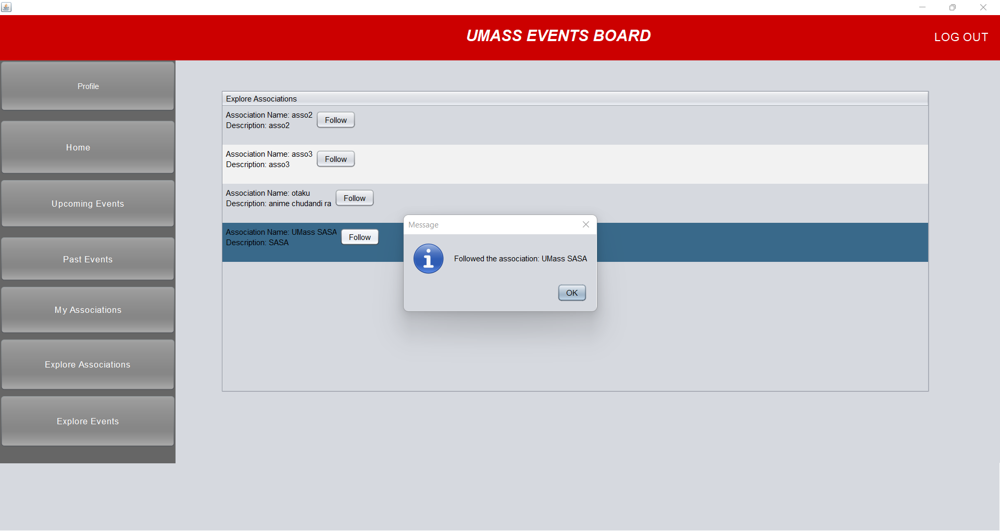 UMASS EVENTS BOARD
LOG OUT
Profile
Home
Upcoming Events
Past Events
My Associations
Explore Associations
Explore Events
Explore Associations
Association Name: asso2
Description: asso2
Follow
Association Name: asso3
Description: asso3
Follow
Association Name: otaku
Description: anime chudandi ra
Follow
Association Name: UMass SASA
Description: SASA
Follow
Message
Followed the association: UMass SASA
OK